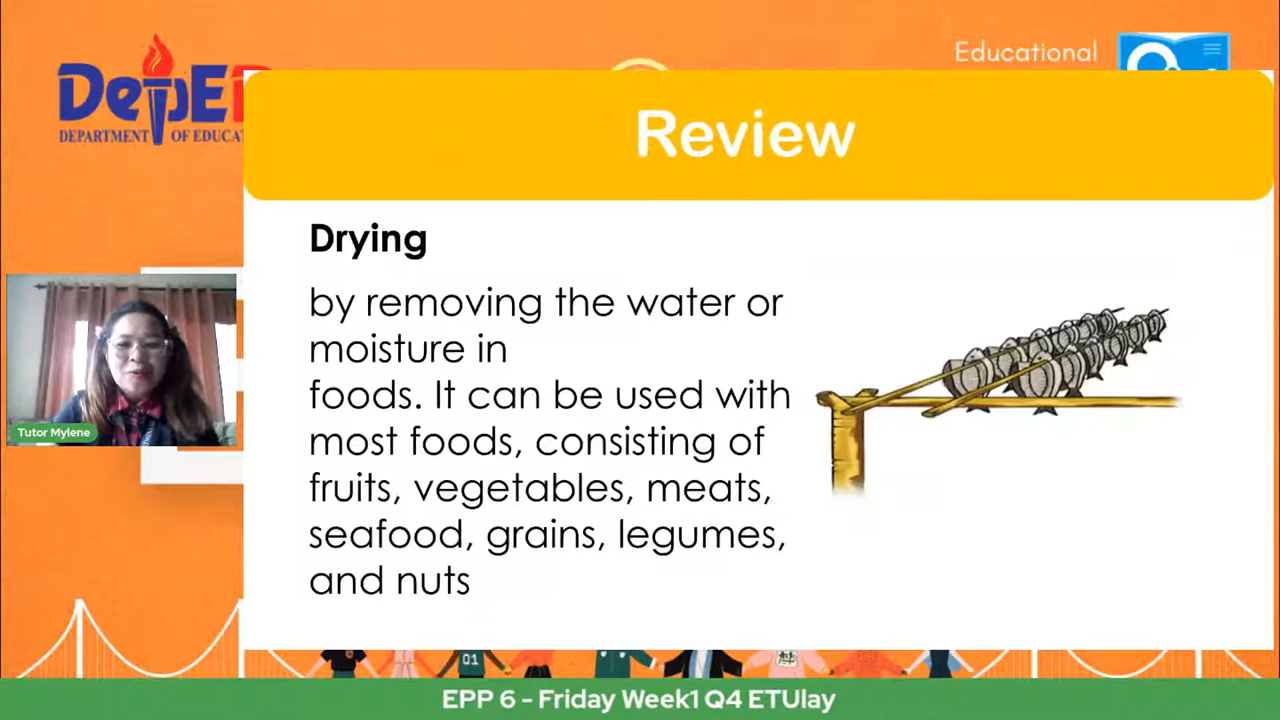 Educational
DepE
DEPARTMENT OF EDUCAT
Review
Drying
by removing the water or
moisture in
foods. It can be used with
most foods, consisting of
fruits, vegetables, meats,
seafood, grains, legumes,
and nuts
Tutor Mylene
01
EPP 6 - Friday Week1 Q4 ETUlay